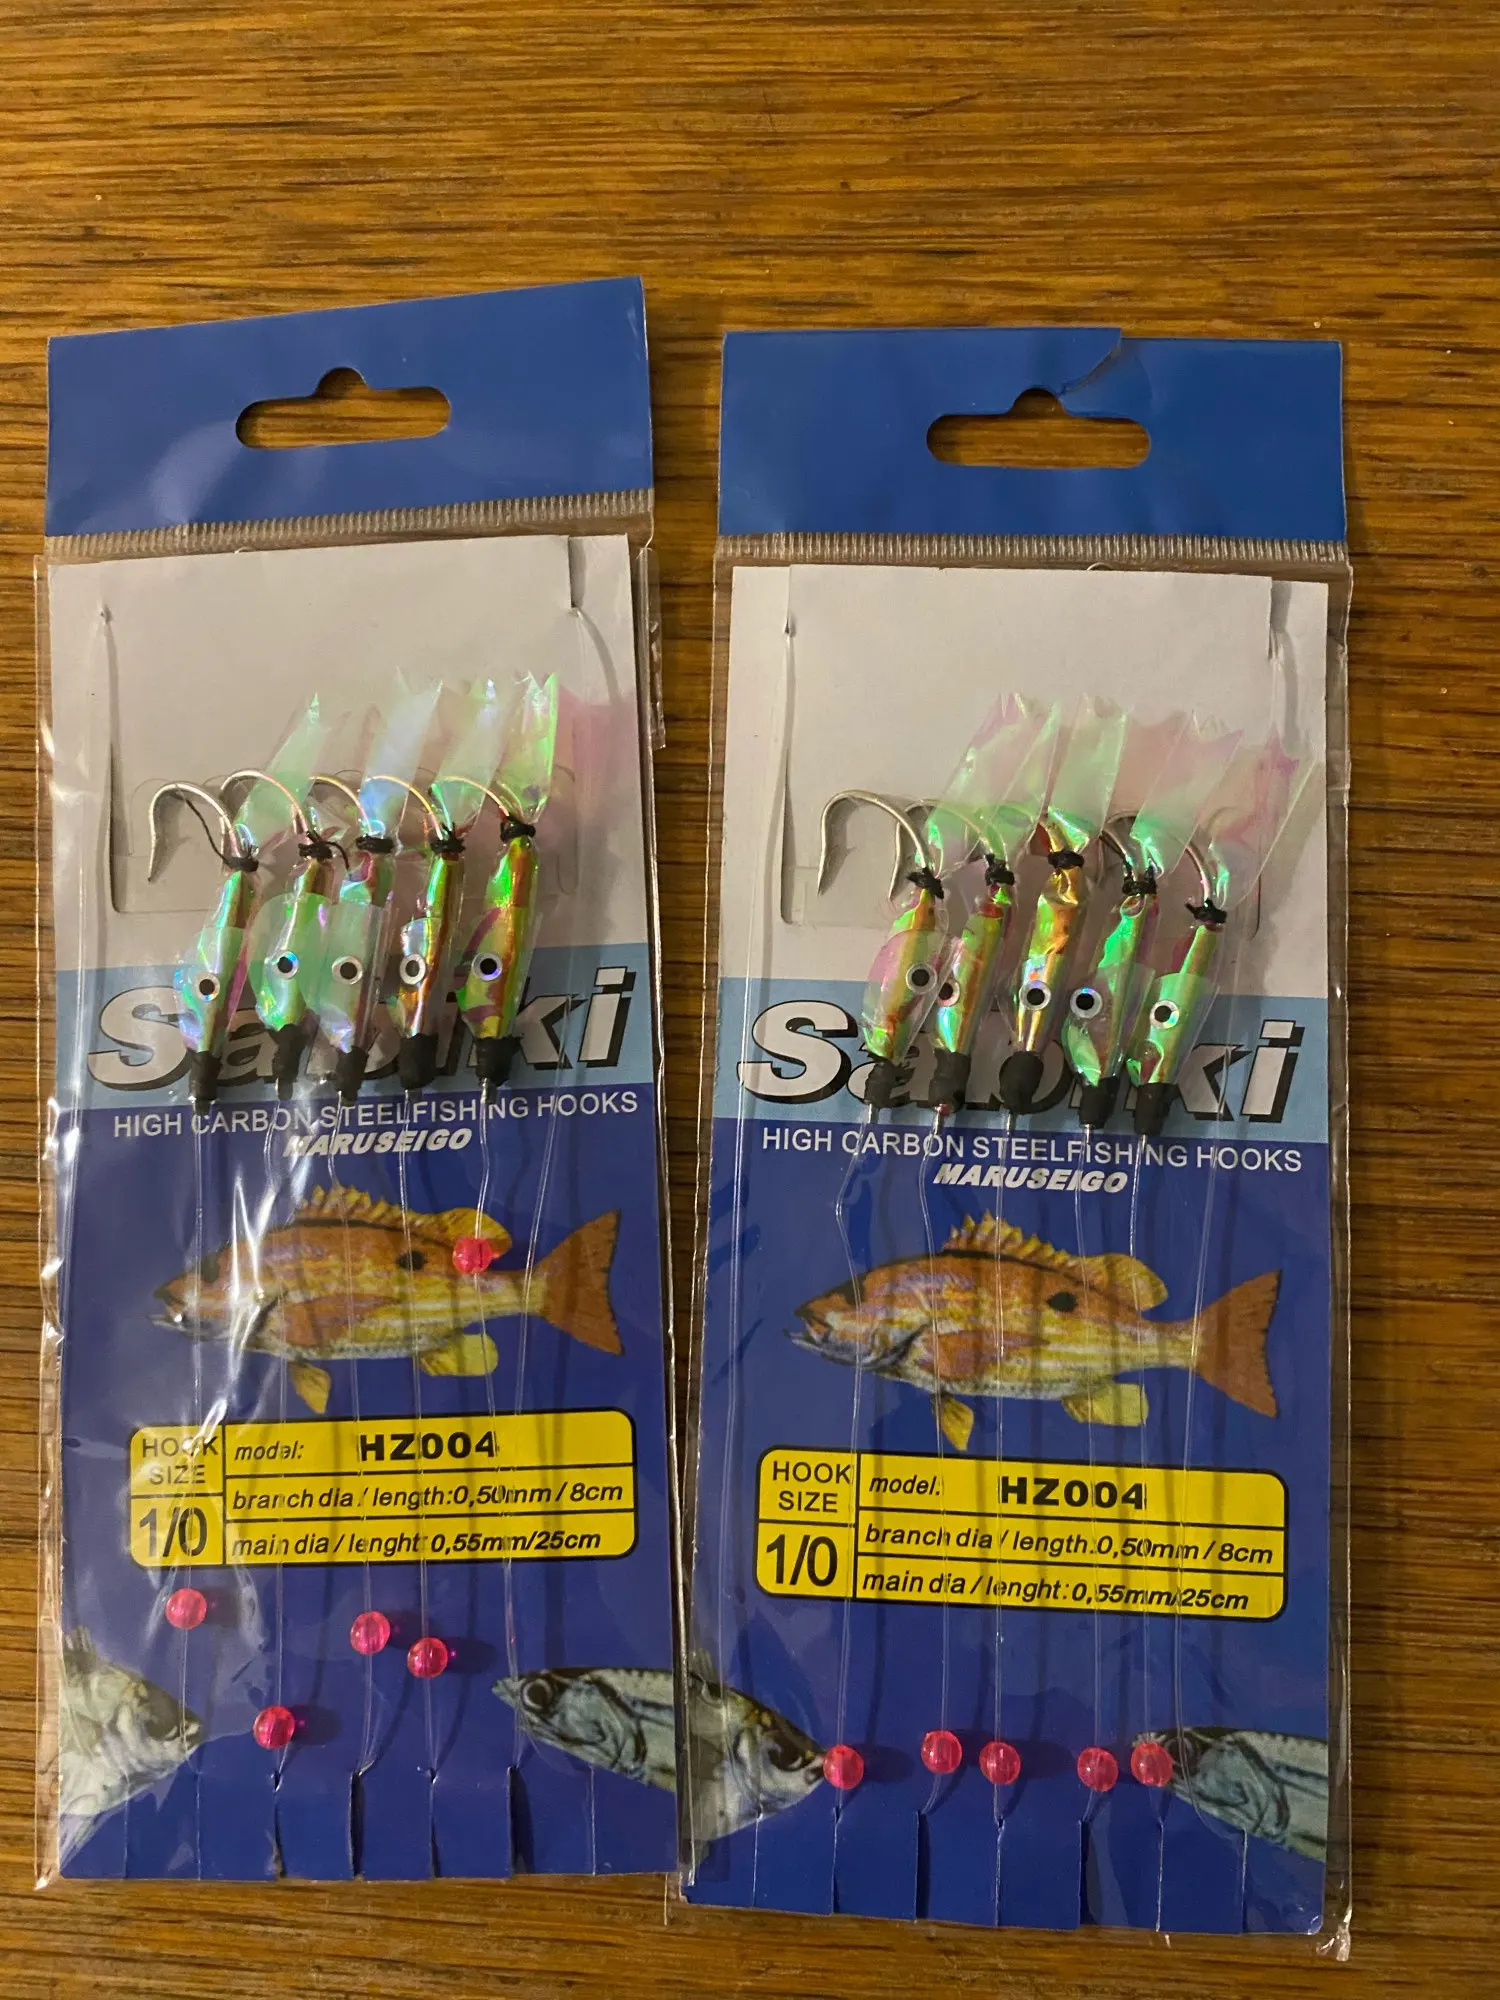 Sabiki
HIGH CARBON STEELFISHING HOOKS
MARUSEIGO
HOOK
SIZE
1/0
model: HZ004
branch dia / length:0,50mm / 8cm
main dia / lenght: 0,55mm/25cm
Sabiki
HIGH CARBON STEELFISHING HOOKS
MARUSEIGO
HOOK
SIZE
1/0
model: HZ004
branch dia / length:0,50mm / 8cm
main dia / lenght: 0,55mm/25cm